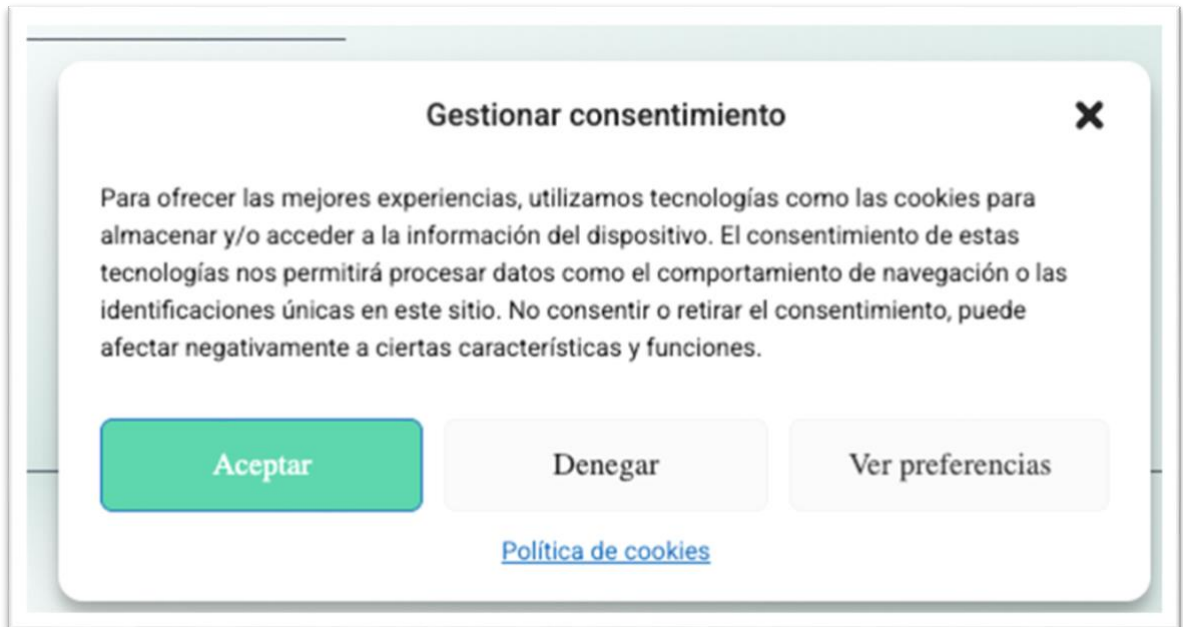 Gestionar consentimiento
Para ofrecer las mejores experiencias, utilizamos tecnologías como las cookies para
almacenar y/o acceder a la información del dispositivo. El consentimiento de estas
tecnologías nos permitirá procesar datos como el comportamiento de navegación o las
identificaciones únicas en este sitio. No consentir o retirar el consentimiento, puede
afectar negativamente a ciertas características y funciones.
Aceptar Denegar Ver preferencias
Política de cookies